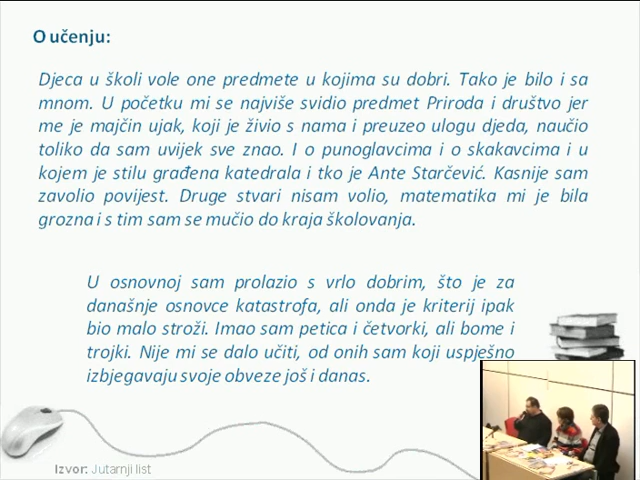 O učenju:
Djeca u školi vole one predmete u kojima su dobri. Tako je bilo i sa
mnom. U početku mi se najviše svidio predmet Priroda i društvo jer
me je majčin ujak, koji je živio s nama i preuzeo ulogu djeda, naučio
toliko da sam uvijek sve znao. I o punoglavcima i o skakavcima i u
kojem je stilu građena katedrala i tko je Ante Starčević. Kasnije sam
zavolio povijest. Druge stvari nisam volio, matematika mi je bila
grozna i s tim sam se mučio do kraja školovanja.
U osnovnoj sam prolazio s vrlo dobrim, što je za
današnje osnovce katastrofa, ali onda je kriterij ipak
bio malo stroži. Imao sam petica i četvorki, ali bome i
trojki. Nije mi se dalo učiti, od onih sam koji uspješno
izbjegavaju svoje obveze još i danas.
Izvor: Jutarnji list